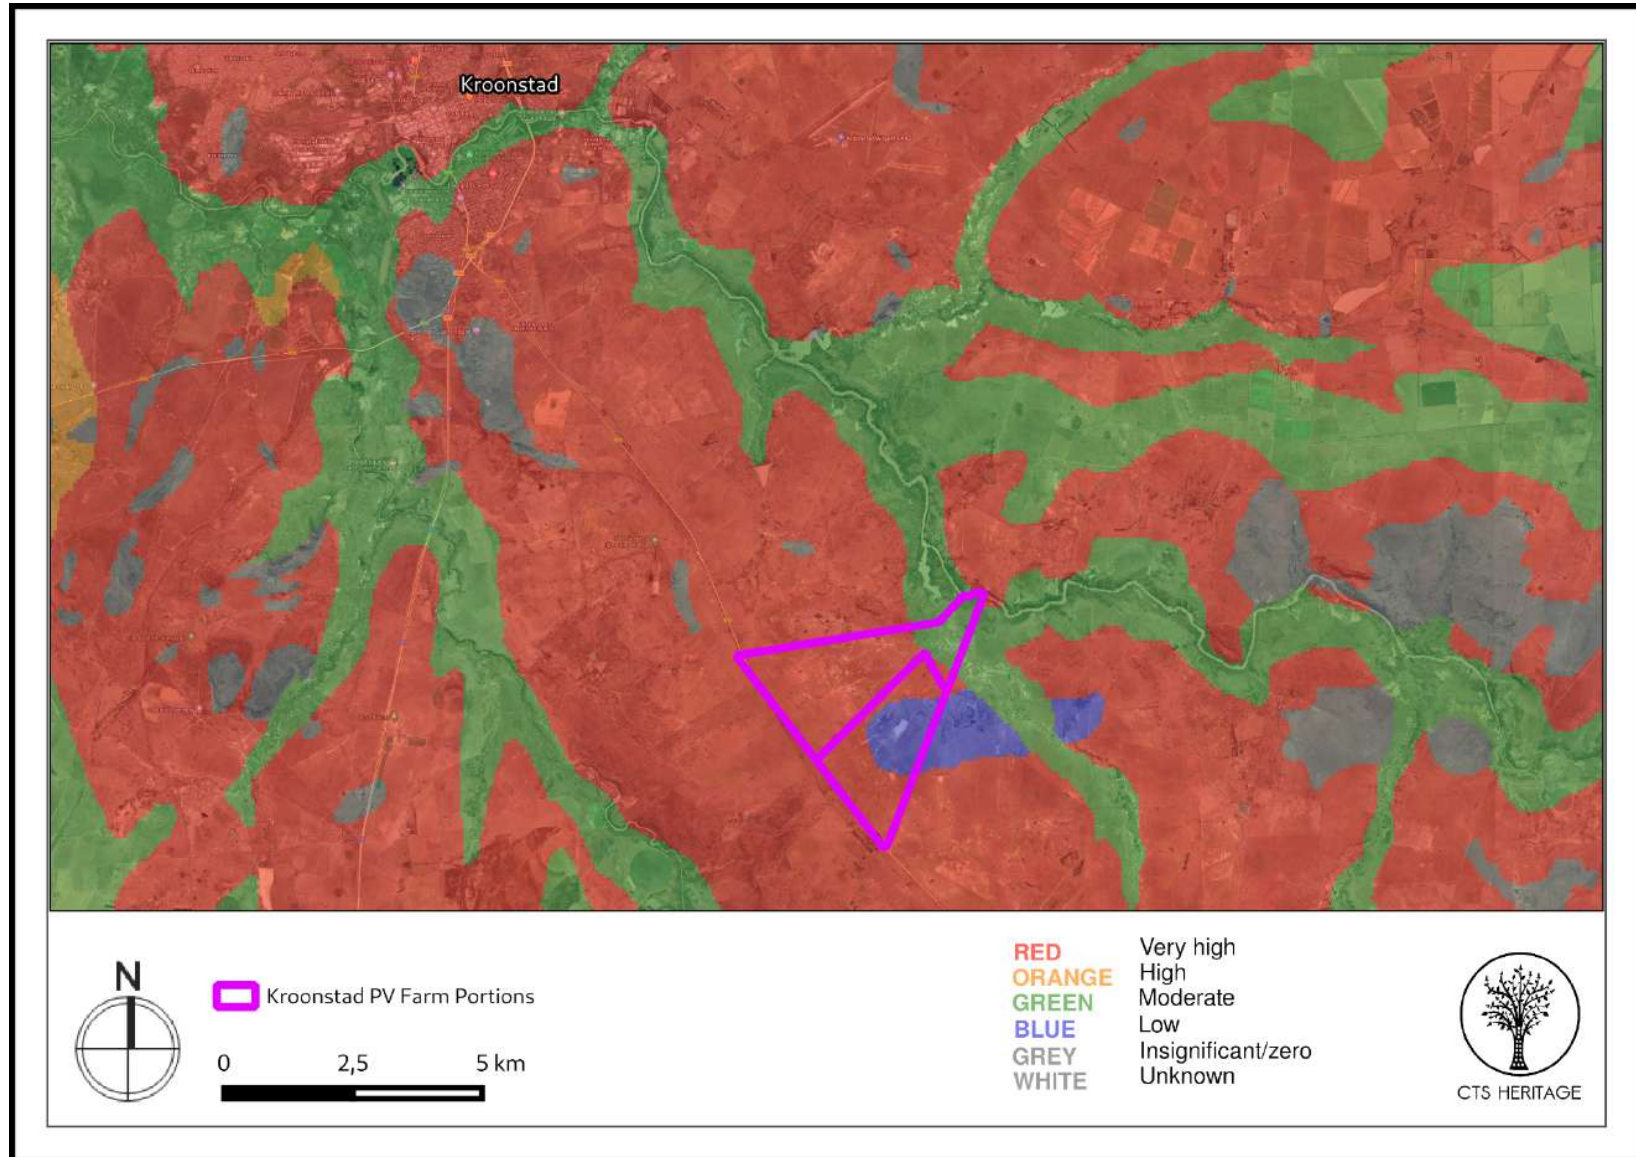 Kroonstad
N
Kroonstad PV Farm Portions
0 2,5 5 km
RED Very high
ORANGE High
GREEN Moderate
BLUE Low
GREY Insignificant/zero
WHITE Unknown
CTS HERITAGE